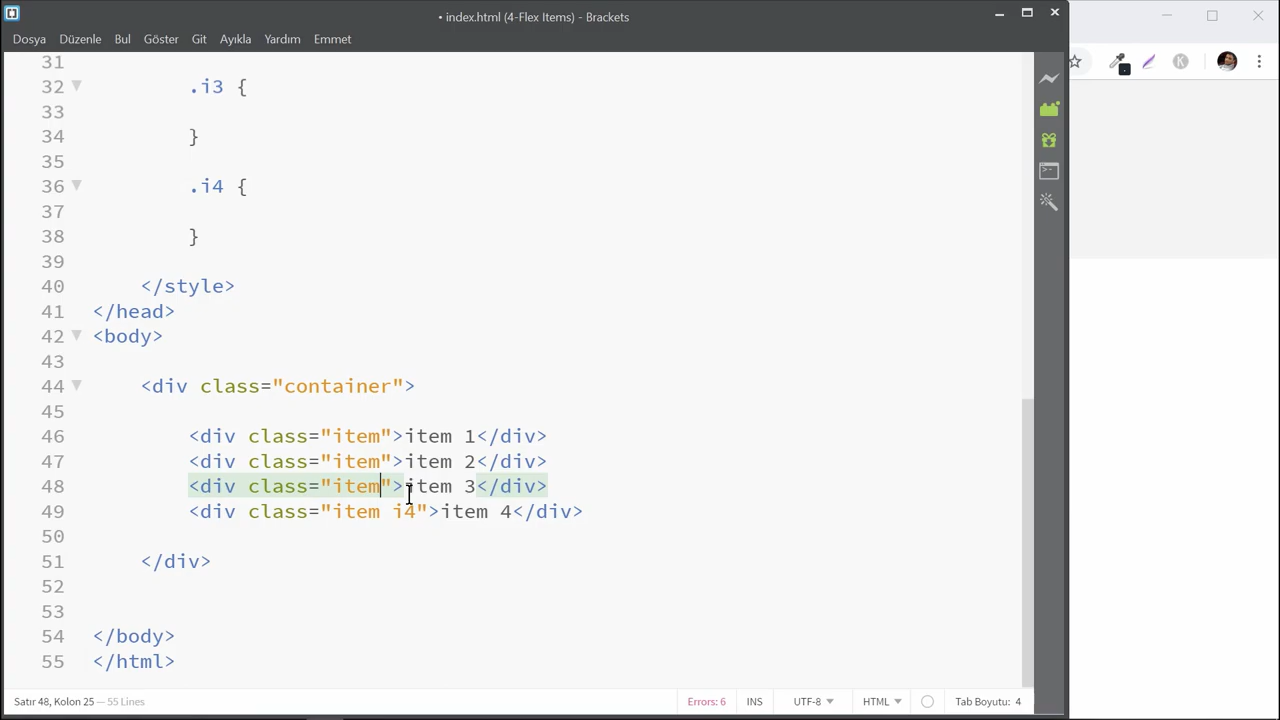 • index.html (4-Flex Items) - Brackets
Dosya Düzenle Bul Göster Git Ayıkla Yardım Emmet
31
32 .i3 {
33
34 }
35
36 .i4 {
37
38 }
39
40 </style>
41 </head>
42 <body>
43
44 <div class="container">
45
46 <div class="item">item 1</div>
47 <div class="item">item 2</div>
48 <div class="item">item 3</div>
49 <div class="item i4">item 4</div>
50
51 </div>
52
53
54 </body>
55 </html>
Satır 48, Kolon 25 — 55 Lines Errors: 6 INS UTF-8 HTML Tab Boyutu: 4
K